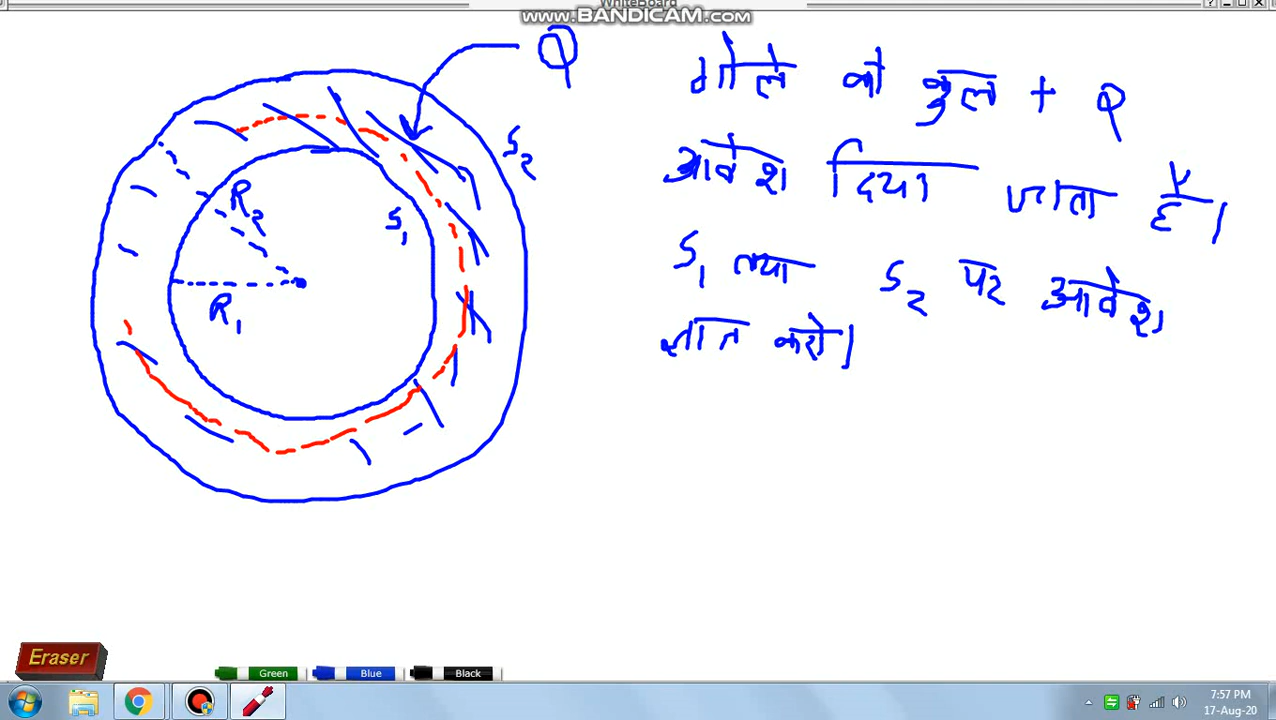 WhiteBoard
www.BANDICAM.com
Q
S2
R2
S1
R1
गोले को कुल + Q
आवेश दिया जाता है।
S1 तथा S2 पर आवेश
ज्ञात करो।
Eraser
Green Blue Black
7:57 PM
17-Aug-20